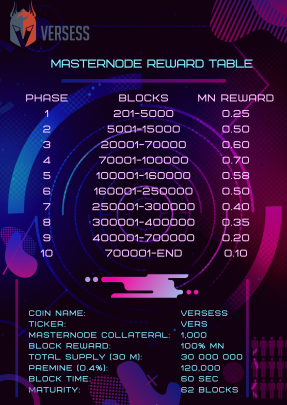 VERSESS
MASTERNODE REWARD TABLE
PHASE BLOCKS MN REWARD
1 201-5000 0.25
2 5001-15000 0.50
3 20001-70000 0.60
4 70001-100000 0.70
5 100001-160000 0.58
6 160001-250000 0.50
7 250001-300000 0.40
8 300001-400000 0.35
9 400001-700000 0.20
10 700001-END 0.10
COIN NAME: VERSESS
TICKER: VERS
MASTERNODE COLLATERAL: 1,000
BLOCK REWARD: 100% MN
TOTAL SUPPLY (30 M): 30 000 000
PREMINE (0.4%): 120,000
BLOCK TIME: 60 SEC
MATURITY: 62 BLOCKS